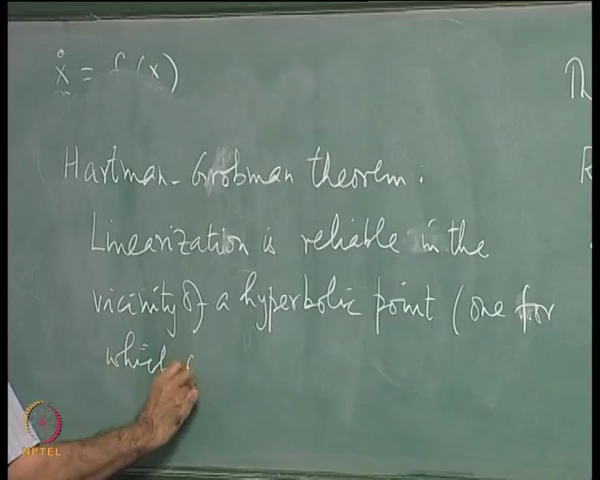 ẋ = f(x)
Hartman-Grobman theorem:
Linearization is reliable in the
vicinity of a hyperbolic point (one for
which
NPTEL